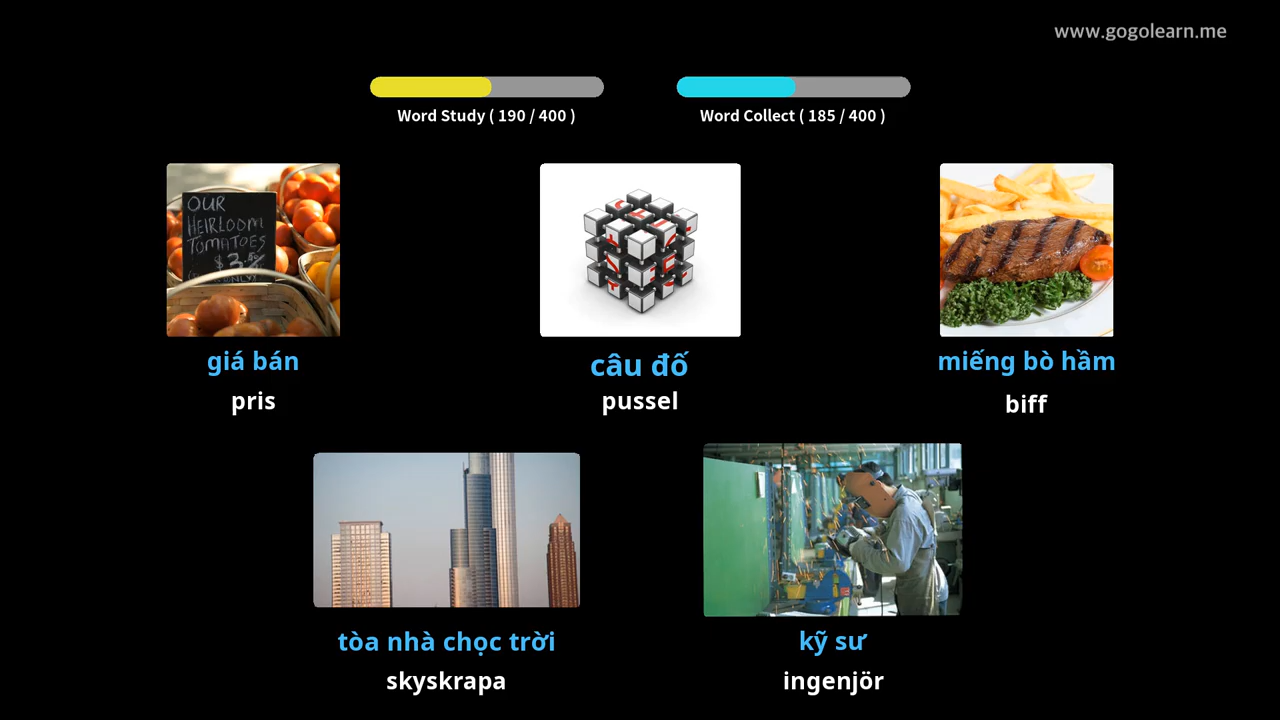 www.gogolearn.me
Word Study ( 190 / 400 )
Word Collect ( 185 / 400 )
OUR
HEIRLOOM
TOMATOES
giá bán
pris
câu đố
pussel
miếng bò hầm
biff
tòa nhà chọc trời
skyskrapa
kỹ sư
ingenjör